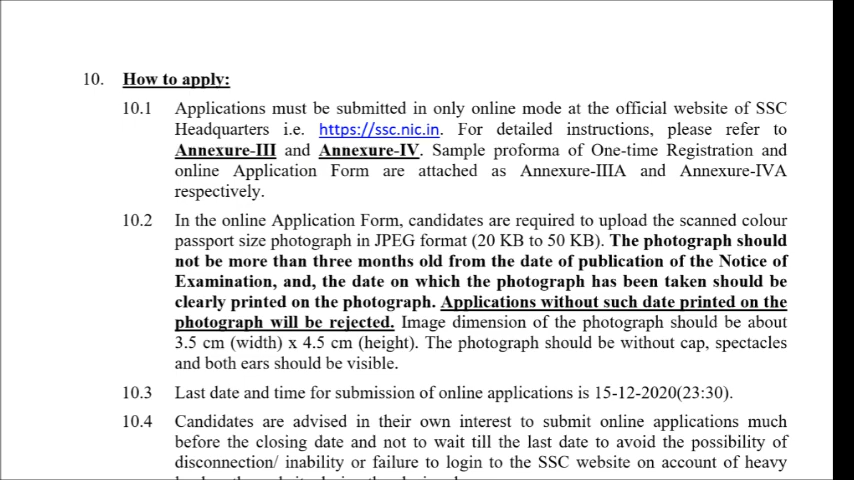 10. How to apply:
10.1 Applications must be submitted in only online mode at the official website of SSC
Headquarters i.e. https://ssc.nic.in. For detailed instructions, please refer to
Annexure-III and Annexure-IV. Sample proforma of One-time Registration and
online Application Form are attached as Annexure-IIIA and Annexure-IVA
respectively.
10.2 In the online Application Form, candidates are required to upload the scanned colour
passport size photograph in JPEG format (20 KB to 50 KB). The photograph should
not be more than three months old from the date of publication of the Notice of
Examination, and, the date on which the photograph has been taken should be
clearly printed on the photograph. Applications without such date printed on the
photograph will be rejected. Image dimension of the photograph should be about
3.5 cm (width) x 4.5 cm (height). The photograph should be without cap, spectacles
and both ears should be visible.
10.3 Last date and time for submission of online applications is 15-12-2020(23:30).
10.4 Candidates are advised in their own interest to submit online applications much
before the closing date and not to wait till the last date to avoid the possibility of
disconnection/ inability or failure to login to the SSC website on account of heavy